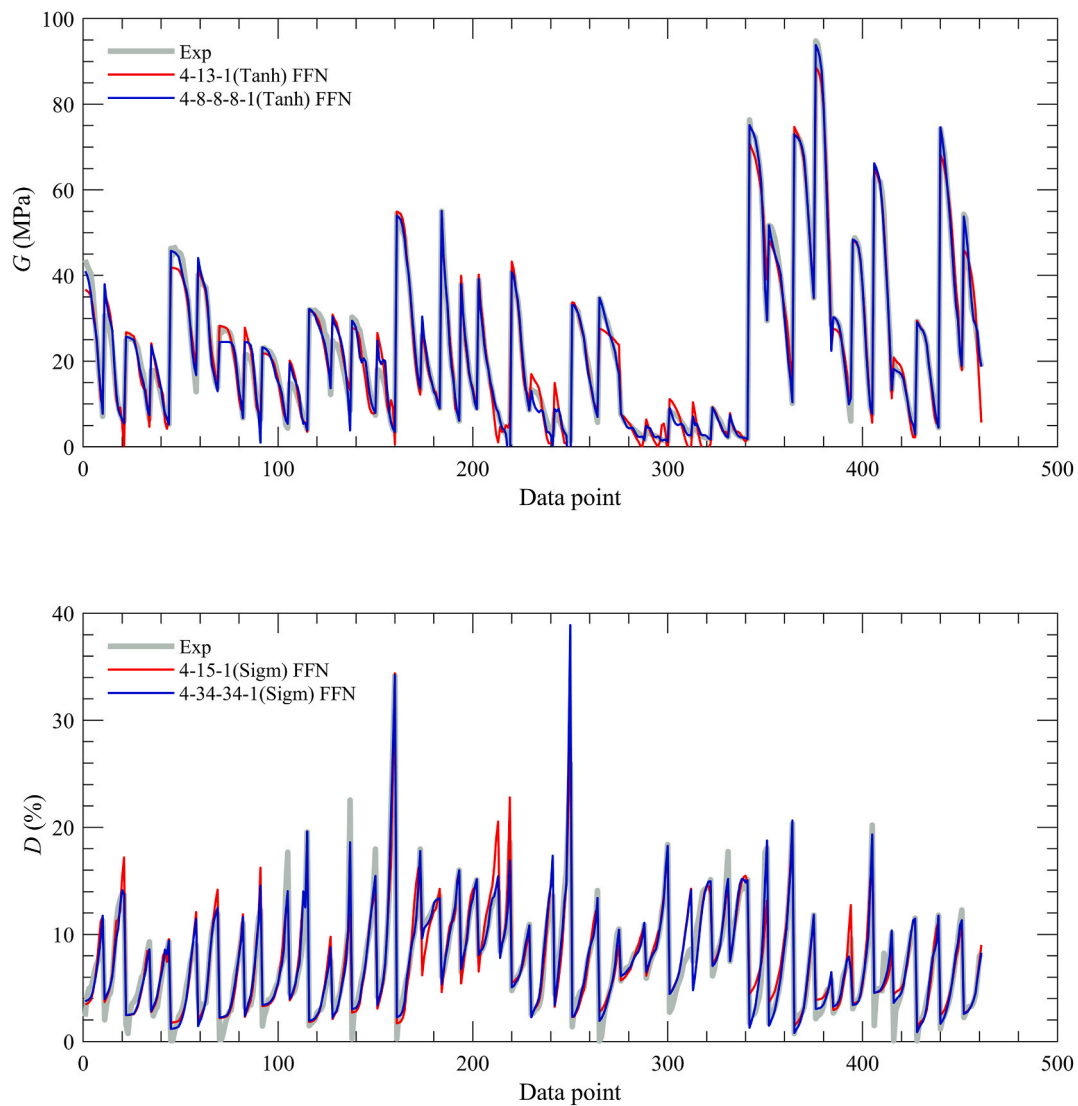 100
80
60
40
20
0
G (MPa)
Exp
4-13-1(Tanh) FFN
4-8-8-8-1(Tanh) FFN
0
100
200
300
400
500
Data point
40
30
20
10
0
D (%)
Exp
4-15-1(Sigm) FFN
4-34-34-1(Sigm) FFN
0
100
200
300
400
500
Data point